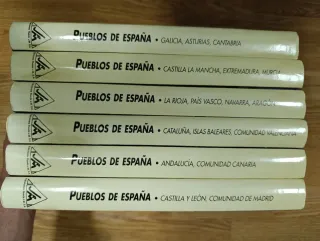 PUEBLOS DE ESPAÑA • GALICIA, ASTURIAS, CANTABRIA
PUEBLOS DE ESPAÑA • CASTILLA LA MANCHA, EXTREMADURA, MURCIA
PUEBLOS DE ESPAÑA • LA RIOJA, PAÍS VASCO, NAVARRA, ARAGÓN
PUEBLOS DE ESPAÑA • CATALUÑA, ISLAS BALEARES, COMUNIDAD VALENCIANA
PUEBLOS DE ESPAÑA • ANDALUCÍA, COMUNIDAD CANARIA
PUEBLOS DE ESPAÑA • CASTILLA Y LEÓN, COMUNIDAD DE MADRID